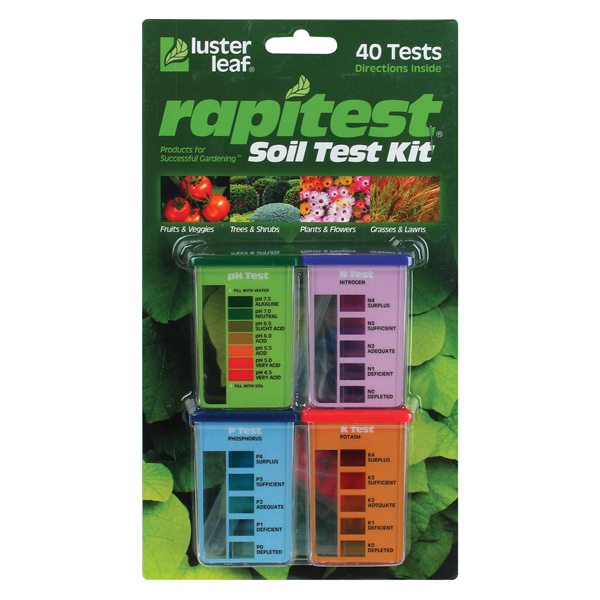 luster
leaf®
40 Tests
Directions Inside
rapitest®
Products for
Successful Gardening™
Soil Test Kit
Fruits & Veggies
Trees & Shrubs
Plants & Flowers
Grasses & Lawns
pH Test
FILL WITH WATER
pH 7.5
ALKALINE
pH 7.0
NEUTRAL
pH 6.5
SLIGHT ACID
pH 6.0
ACID
pH 5.5
ACID
pH 5.0
VERY ACID
pH 4.5
VERY ACID
FILL WITH SOIL
N Test
NITROGEN
N4
SURPLUS
N3
SUFFICIENT
N2
ADEQUATE
N1
DEFICIENT
N0
DEPLETED
P Test
PHOSPHORUS
P4
SURPLUS
P3
SUFFICIENT
P2
ADEQUATE
P1
DEFICIENT
P0
DEPLETED
K Test
POTASH
K4
SURPLUS
K3
SUFFICIENT
K2
ADEQUATE
K1
DEFICIENT
K0
DEPLETED